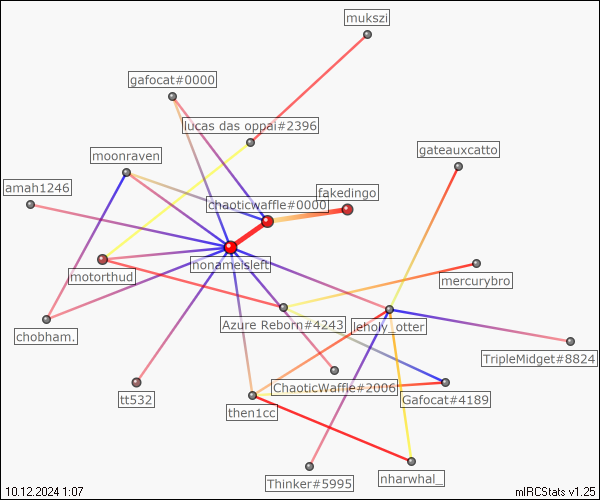 mukszi
gafocat#0000
lucas das oppai#2396
gateauxcatto
moonraven
amah1246
fakedingo
chaoticwaffle#0000
nonameisleft
motorthud
mercurybro
Azure Reborn#4243
leholy_otter
chobham.
TripleMidget#8824
ChaoticWaffle#2006
tt532
Gafocat#4189
then1cc
Thinker#5995
nharwhal_
10.12.2024 1:07
mIRCStats v1.25